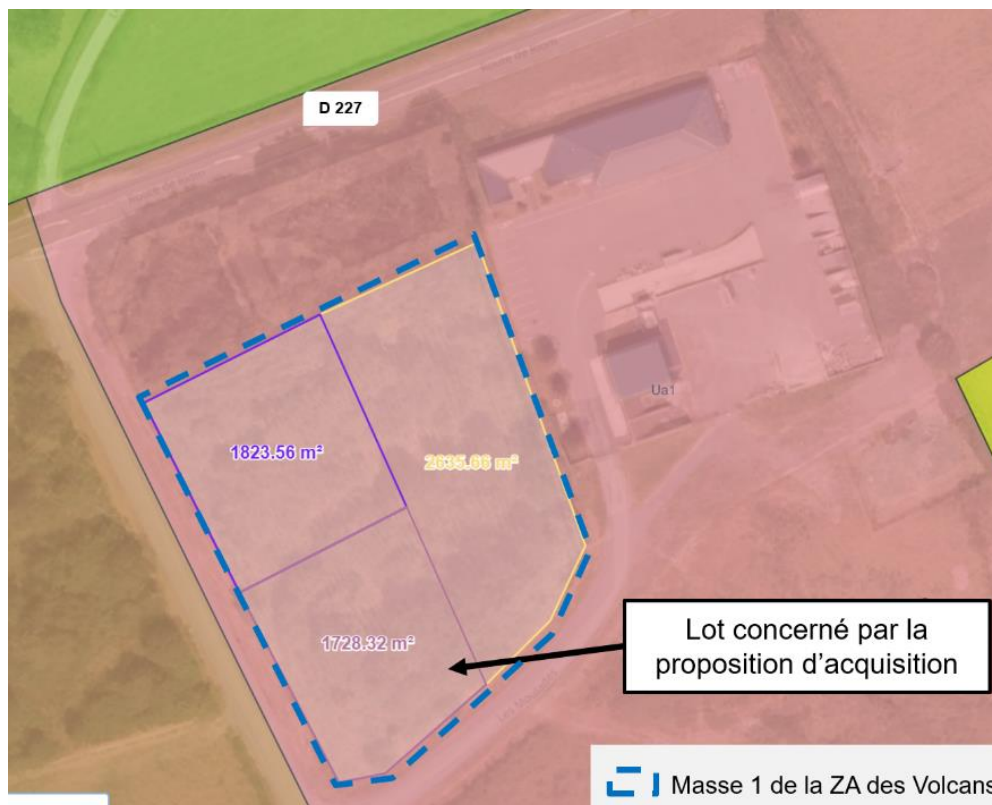 D 227
Ua1
1823.56 m²
2635.66 m²
1728.32 m²
Lot concerné par la
proposition d'acquisition
Masse 1 de la ZA des Volcans